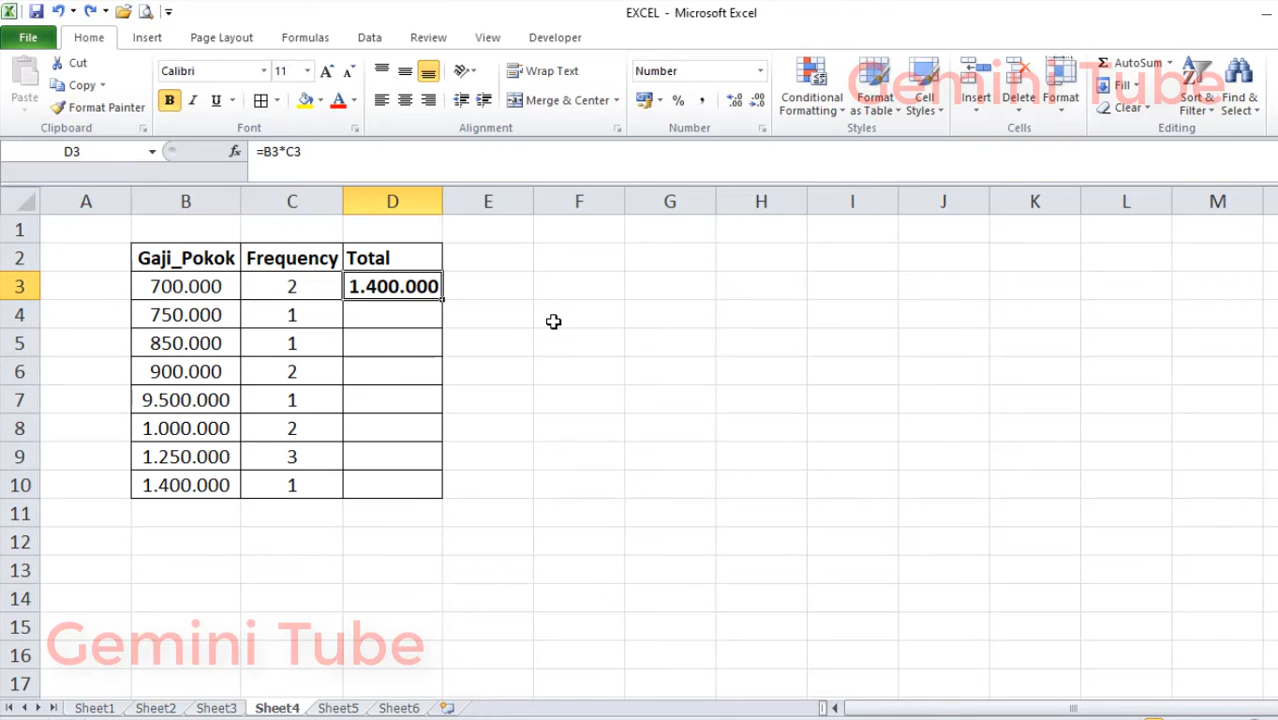 EXCEL - Microsoft Excel
File Home Insert Page Layout Formulas Data Review View Developer
Cut
Copy
Format Painter
Paste
Clipboard
Calibri 11
B I U
Font
Wrap Text
Merge & Center
Alignment
Number
%
Number
Conditional Formatting
Format as Table
Cell Styles
Styles
Insert Delete Format
Cells
AutoSum
Fill
Clear
Sort & Filter
Find & Select
Editing
Gemini Tube
D3 fx =B3*C3
A B C D E F G H I J K L M
1
2 Gaji_Pokok Frequency Total
3 700.000 2 1.400.000
4 750.000 1
5 850.000 1
6 900.000 2
7 9.500.000 1
8 1.000.000 2
9 1.250.000 3
10 1.400.000 1
11
12
13
14
15
16
17
Gemini Tube
Sheet1 Sheet2 Sheet3 Sheet4 Sheet5 Sheet6